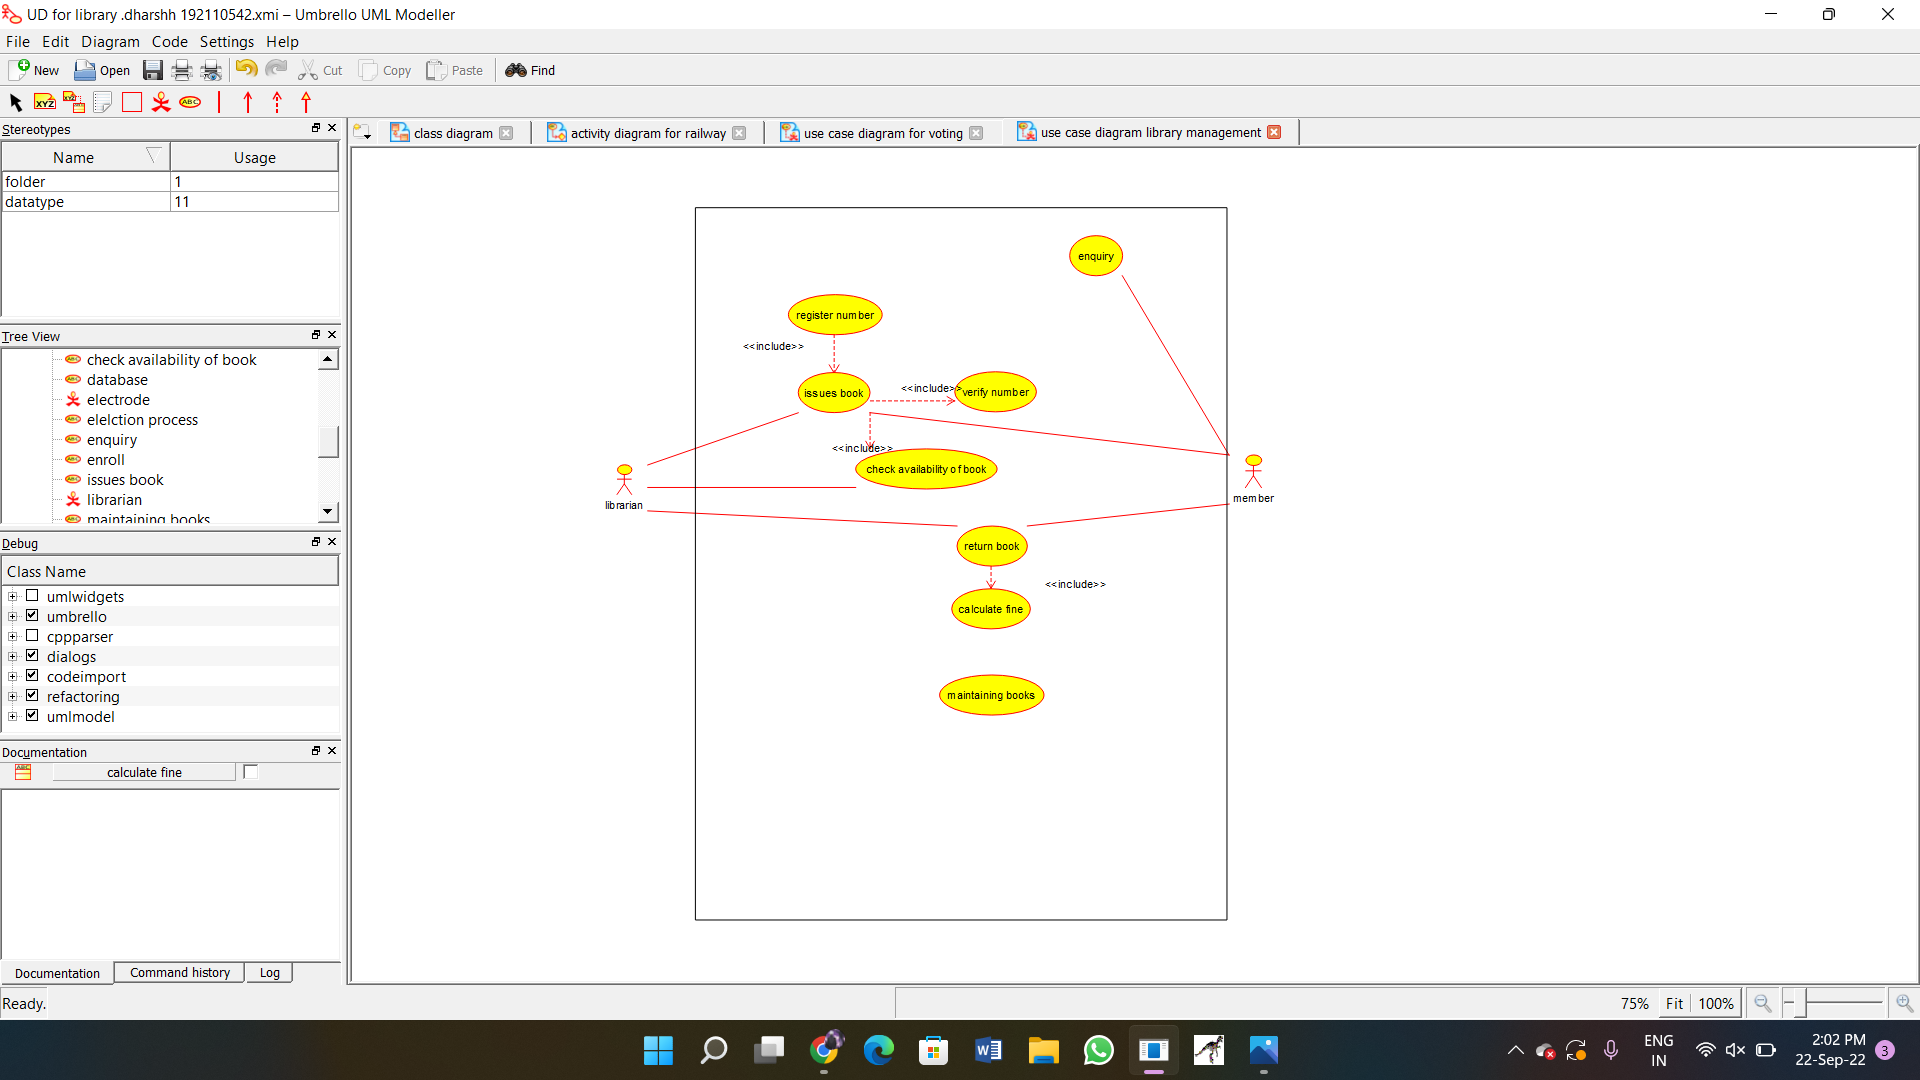 UD for library .dharshh 192110542.xmi – Umbrello UML Modeller
File Edit Diagram Code Settings Help
New Open Cut Copy Paste Find
XYZ XYZ ABC
Stereotypes
Name Usage
folder 1
datatype 11
Tree View
check availability of book
database
electrode
elelction process
enquiry
enroll
issues book
librarian
maintaining books
Debug
Class Name
umlwidgets
umbrello
cppparser
dialogs
codeimport
refactoring
umlmodel
Documentation
calculate fine
Documentation Command history Log
Ready.
class diagram activity diagram for railway use case diagram for voting use case diagram library management
enquiry
register number
<<include>>
issues book
<<include>>
verify number
<<include>>
check availability of book
librarian
member
return book
<<include>>
calculate fine
maintaining books
75% Fit 100%
ENG
IN
2:02 PM
22-Sep-22
3